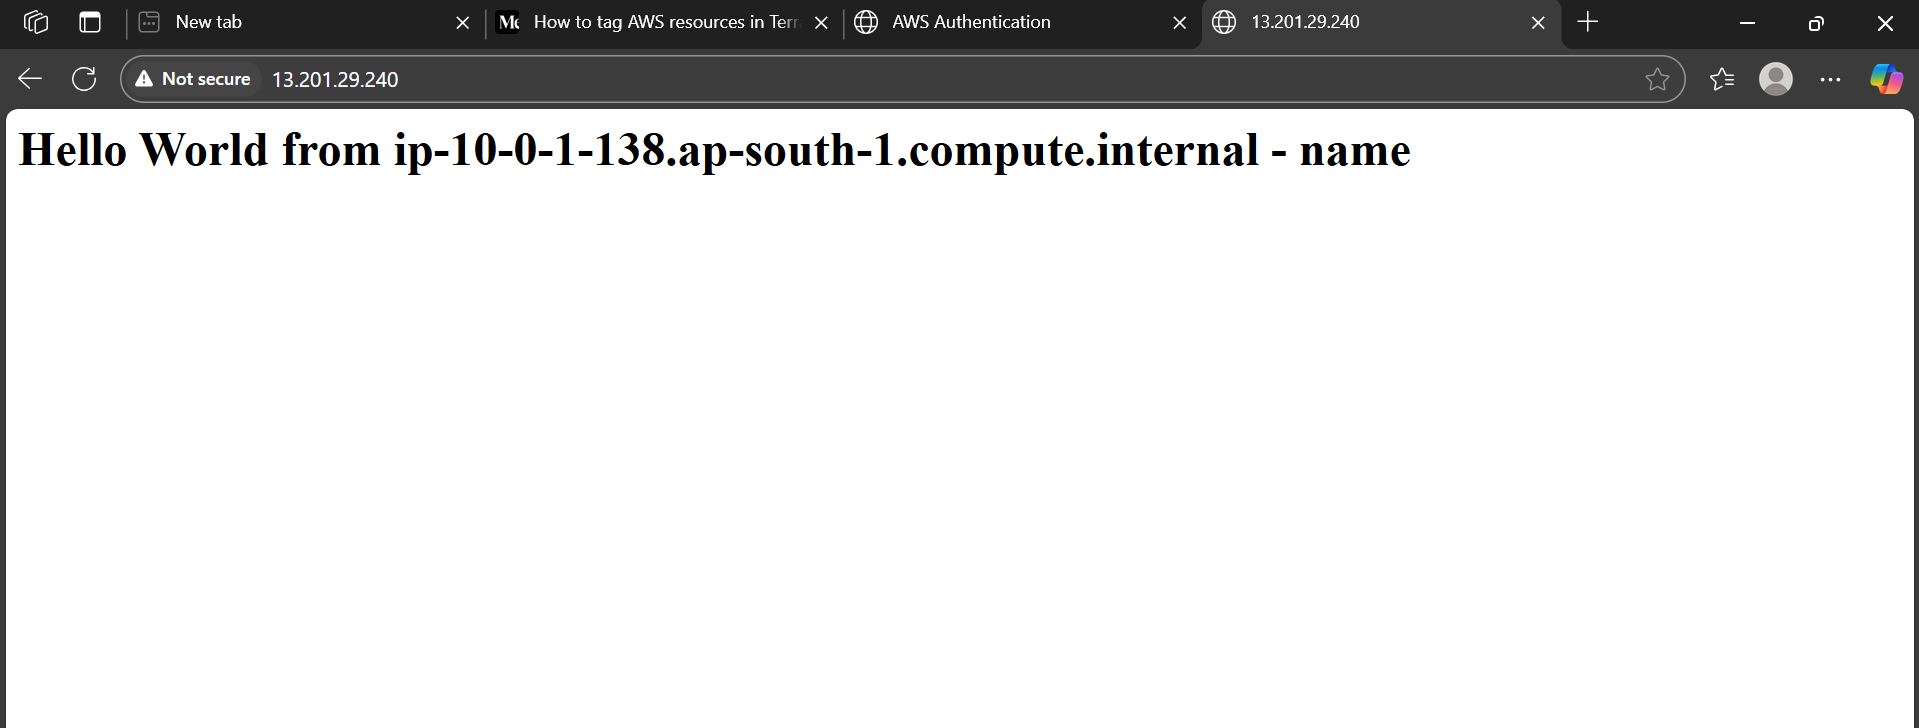 New tab
How to tag AWS resources in Terr
AWS Authentication
13.201.29.240
Not secure
13.201.29.240
Hello World from ip-10-0-1-138.ap-south-1.compute.internal - name